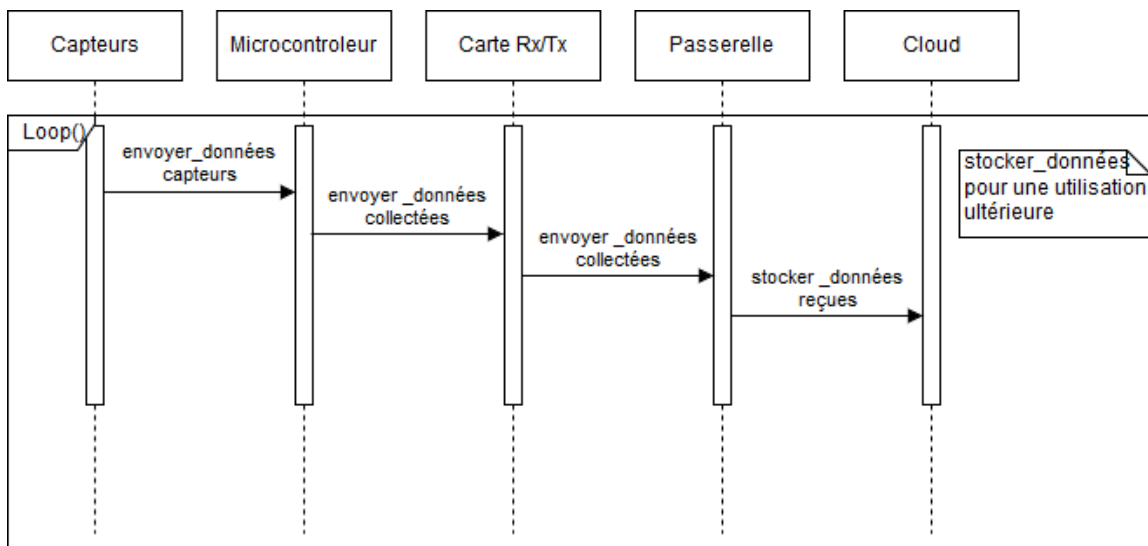 Capteurs
Microcontroleur
Carte Rx/Tx
Passerelle
Cloud
Loop()
envoyer_données
capteurs
envoyer _données
collectées
envoyer _données
collectées
stocker _données
reçues
stocker_données
pour une utilisation
ultérieure